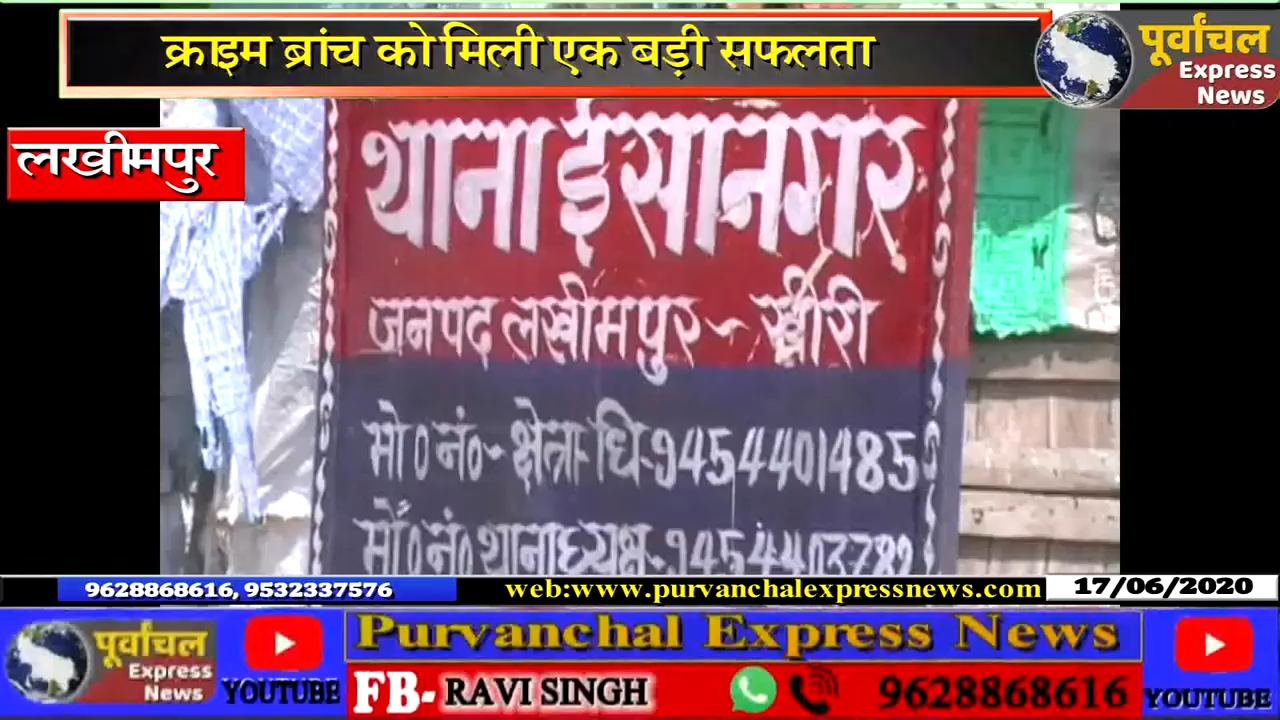 क्राइम ब्रांच को मिली एक बड़ी सफलता
पूर्वांचल
Express
News
लखीमपुर
थाना ईसानगर
जनपद लखीमपुर - खीरी
मो0 नं0 - क्षेत्राधि-9454401485
मों0नं0 थानाध्यक्ष-9454403782
9628868616, 9532337576
web:www.purvanchalexpressnews.com
17/06/2020
पूर्वांचल
Express
News
YOUTUBE
Purvanchal Express News
FB- RAVI SINGH
9628868616
YOUTUBE